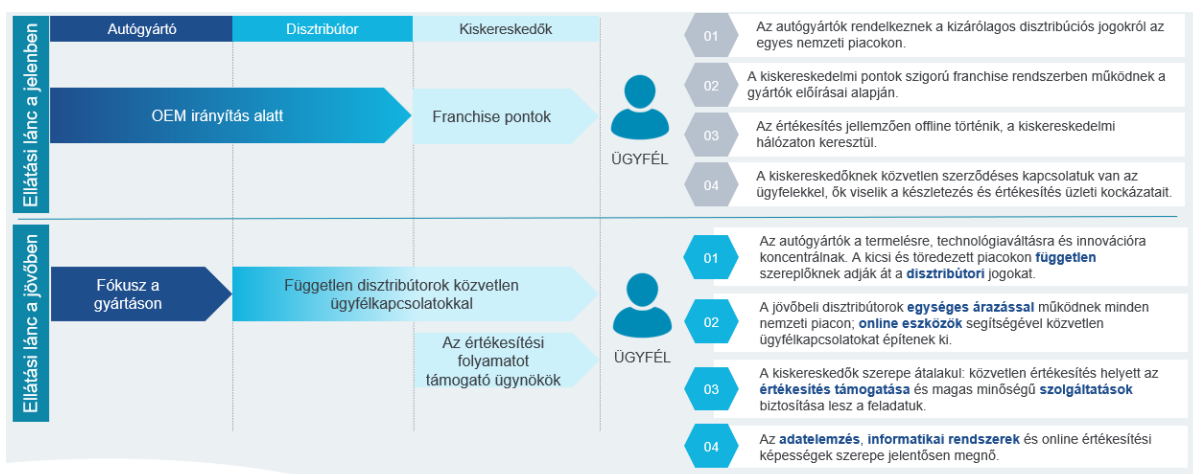 Ellátási lánc a jelenben
Autógyártó
Disztribútor
Kiskereskedők
OEM irányítás alatt
Franchise pontok
ÜGYFÉL
01
Az autógyártók rendelkeznek a kizárólagos disztribúciós jogokról az
egyes nemzeti piacokon.
02
A kiskereskedelmi pontok szigorú franchise rendszerben működnek a
gyártók előírásai alapján.
03
Az értékesítés jellemzően offline történik, a kiskereskedelmi
hálózaton keresztül.
04
A kiskereskedőknek közvetlen szerződéses kapcsolatuk van az
ügyfelekkel, ők viselik a készletezés és értékesítés üzleti kockázatait.
Ellátási lánc a jövőben
Fókusz a
gyártáson
Független disztribútorok közvetlen
ügyfélkapcsolatokkal
Az értékesítési
folyamatot
támogató ügynökök
ÜGYFÉL
01
Az autógyártók a termelésre, technológiaváltásra és innovációra
koncentrálnak. A kicsi és töredezett piacokon független
szereplőknek adják át a disztribútori jogokat.
02
A jövőbeli disztribútorok egységes árazással működnek minden
nemzeti piacon; online eszközök segítségével közvetlen
ügyfélkapcsolatokat építenek ki.
03
A kiskereskedők szerepe átalakul: közvetlen értékesítés helyett az
értékesítés támogatása és magas minőségű szolgáltatások
biztosítása lesz a feladatuk.
04
Az adatelemzés, informatikai rendszerek és online értékesítési
képességek szerepe jelentősen megnő.